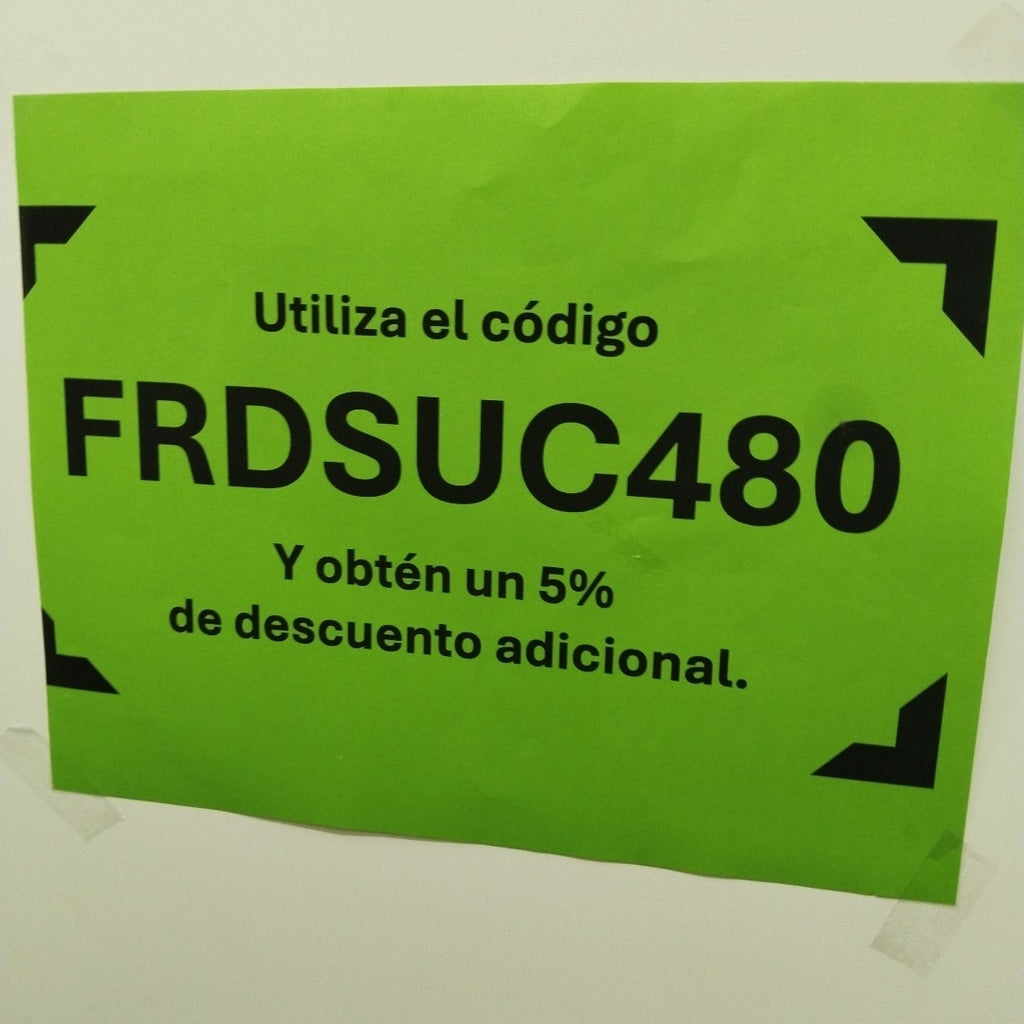 Utiliza el código
FRDSUC480
Y obtén un 5%
de descuento adicional.